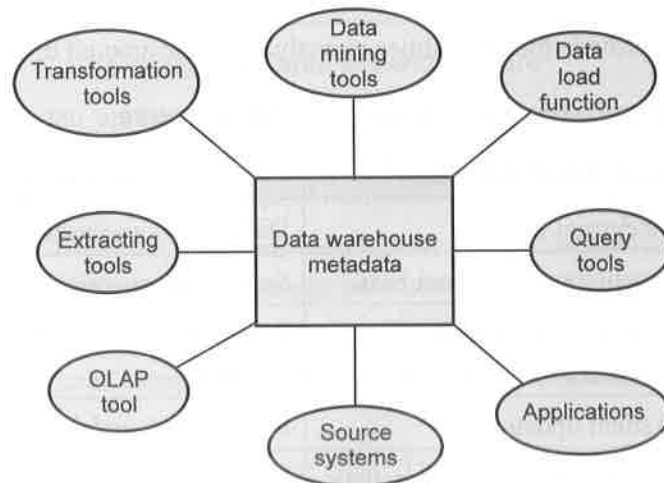 Data
mining
tools
Transformation
tools
Data
load
function
Extracting
tools
Data warehouse
metadata
Query
tools
OLAP
tool
Source
systems
Applications